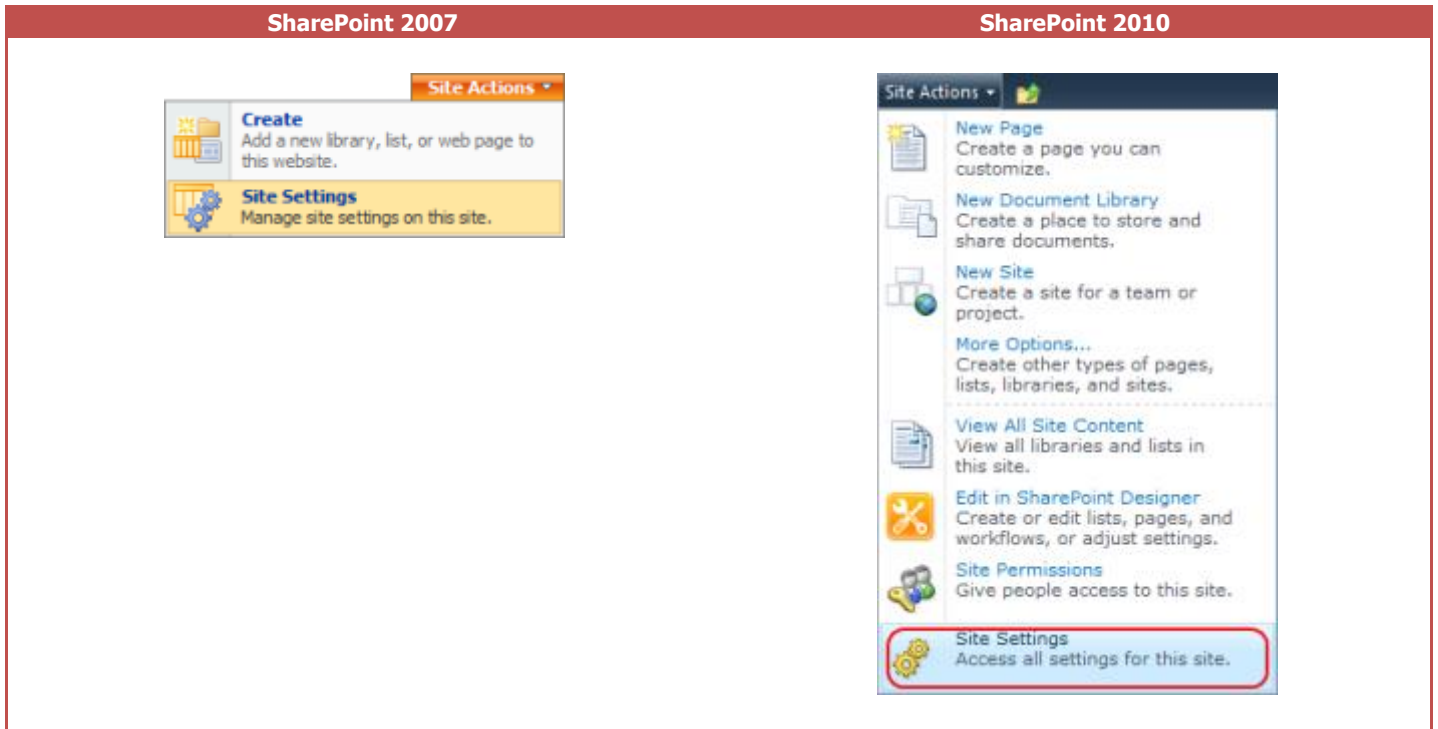 SharePoint 2007
SharePoint 2010
Site Actions
Create
Add a new library, list, or web page to
this website.
Site Settings
Manage site settings on this site.
Site Actions
New Page
Create a page you can
customize.
New Document Library
Create a place to store and
share documents.
New Site
Create a site for a team or
project.
More Options...
Create other types of pages,
lists, libraries, and sites.
View All Site Content
View all libraries and lists in
this site.
Edit in SharePoint Designer
Create or edit lists, pages, and
workflows, or adjust settings.
Site Permissions
Give people access to this site.
Site Settings
Access all settings for this site.